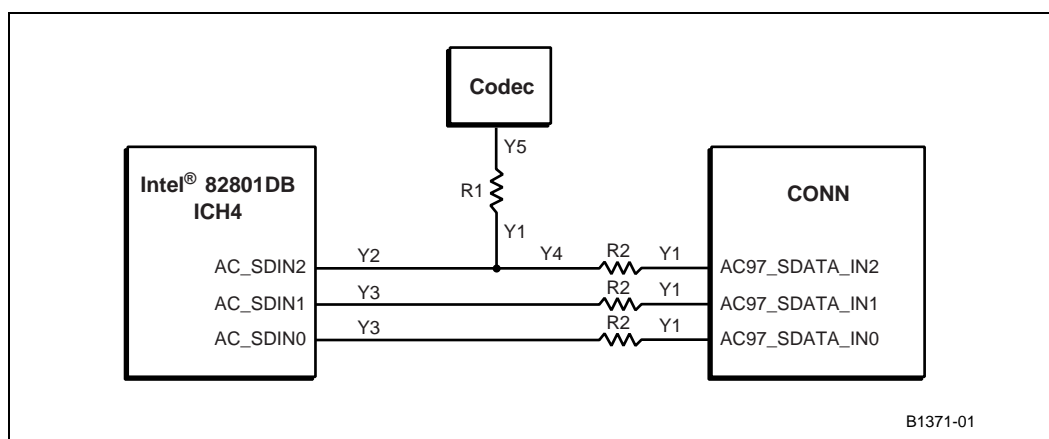 Codec
Y5
R1
Y1
Intel® 82801DB
ICH4
CONN
AC_SDIN2
Y2
Y4
R2
Y1
AC97_SDATA_IN2
AC_SDIN1
Y3
R2
Y1
AC97_SDATA_IN1
AC_SDIN0
Y3
R2
Y1
AC97_SDATA_IN0
B1371-01